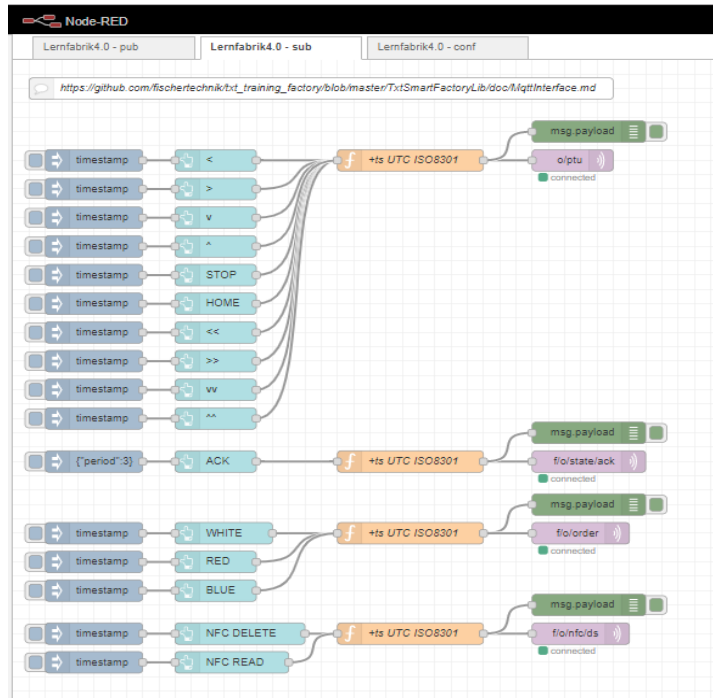 Node-RED
Lernfabrik4.0 - pub
Lernfabrik4.0 - sub
Lernfabrik4.0 - conf
https://github.com/fischertechnik/txt_training_factory/blob/master/TxtSmartFactoryLib/doc/MqttInterface.md
msg.payload
timestamp < +ts UTC ISO8301 o/ptu
connected
timestamp >
timestamp v
timestamp ^
timestamp STOP
timestamp HOME
timestamp <<
timestamp >>
timestamp vv
timestamp ^^
msg.payload
{"period":3} ACK +ts UTC ISO8301 f/o/state/ack
connected
msg.payload
timestamp WHITE +ts UTC ISO8301 f/o/order
connected
timestamp RED
timestamp BLUE
msg.payload
timestamp NFC DELETE +ts UTC ISO8301 f/o/nfc/ds
connected
timestamp NFC READ